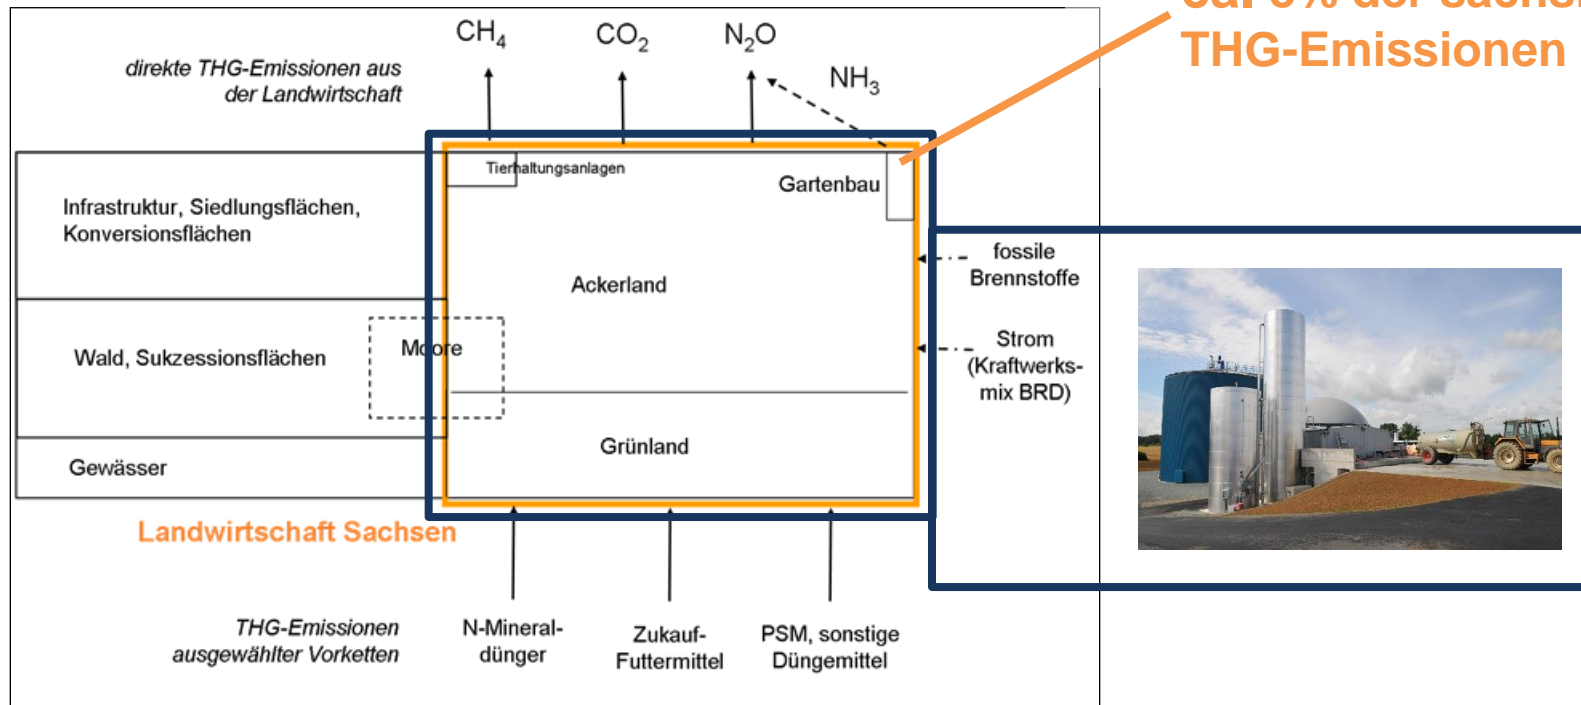 THG-Emissionen
CH4
CO2
N2O
NH3
direkte THG-Emissionen aus
der Landwirtschaft
Tierhaltungsanlagen
Gartenbau
Infrastruktur, Siedlungsflächen,
Konversionsflächen
Ackerland
fossile
Brennstoffe
Wald, Sukzessionsflächen
Moore
Strom
(Kraftwerks-
mix BRD)
Grünland
Gewässer
Landwirtschaft Sachsen
THG-Emissionen
ausgewählter Vorketten
N-Mineral-
dünger
Zukauf-
Futtermittel
PSM, sonstige
Düngemittel